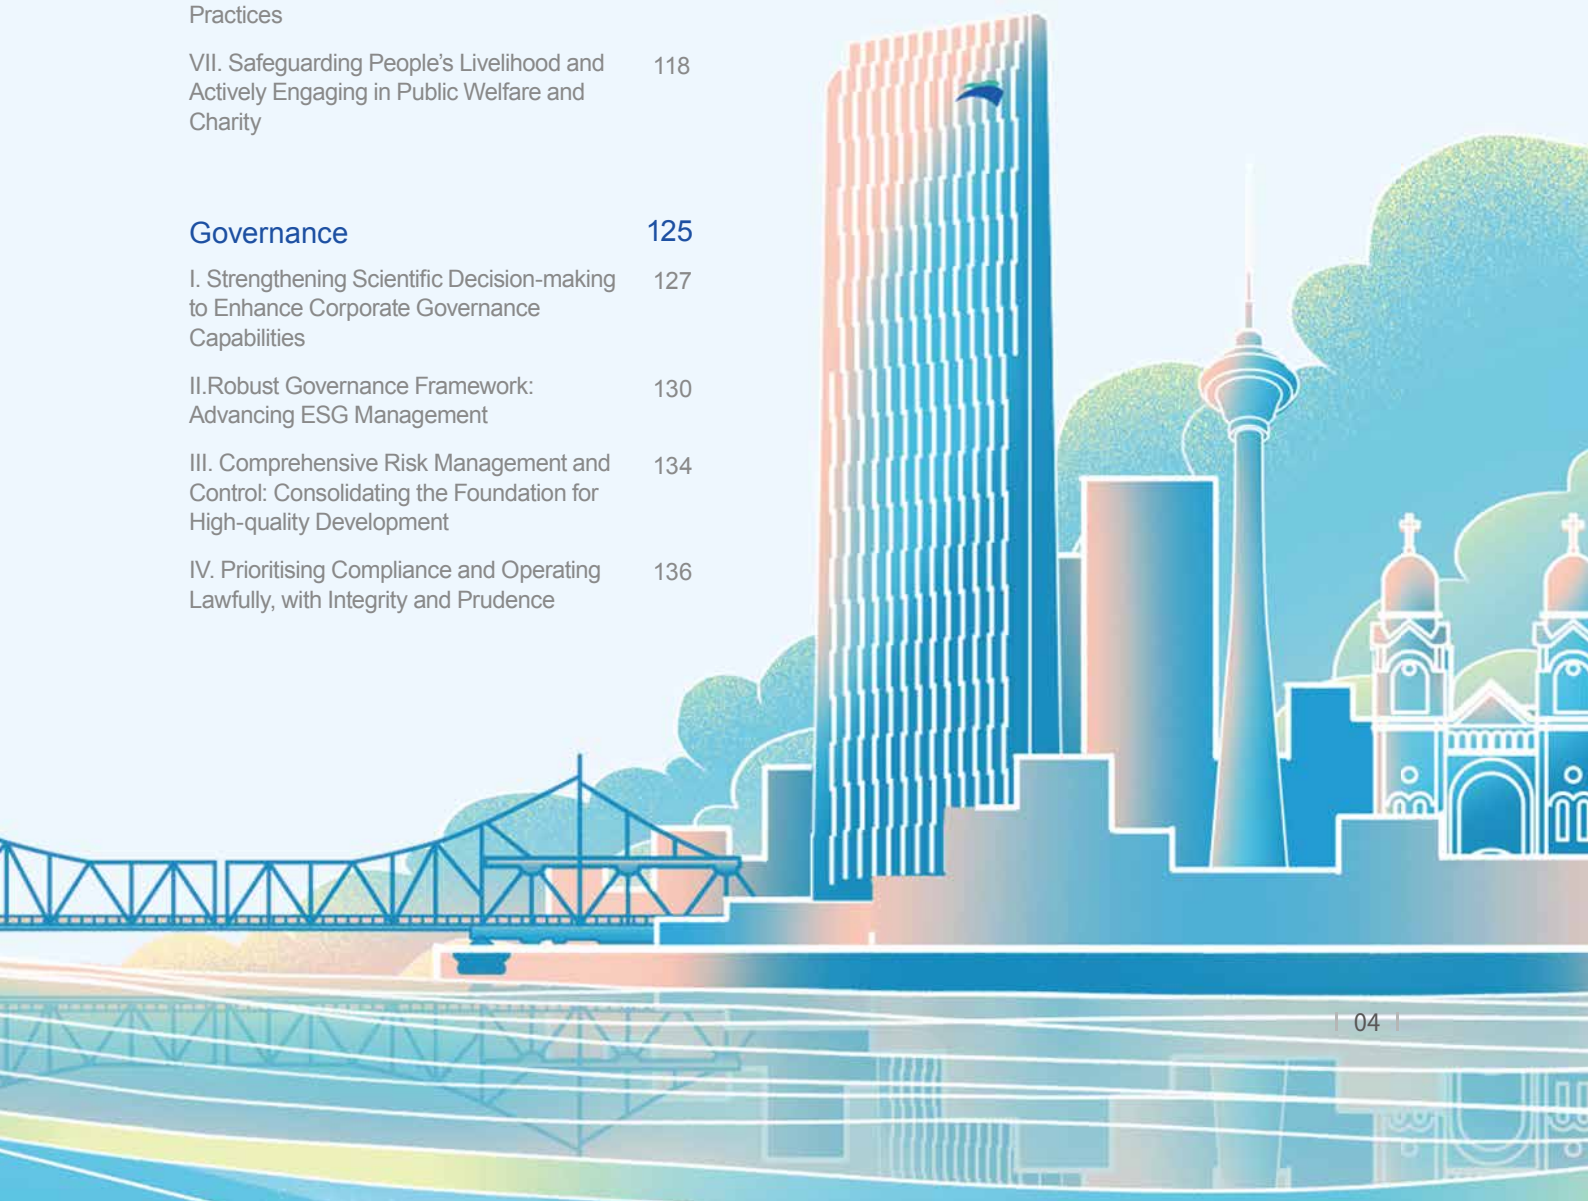 Practices
VII. Safeguarding People’s Livelihood and 118
Actively Engaging in Public Welfare and
Charity
Governance 125
I. Strengthening Scientific Decision-making 127
to Enhance Corporate Governance
Capabilities
II.Robust Governance Framework: 130
Advancing ESG Management
III. Comprehensive Risk Management and 134
Control: Consolidating the Foundation for
High-quality Development
IV. Prioritising Compliance and Operating 136
Lawfully, with Integrity and Prudence
04